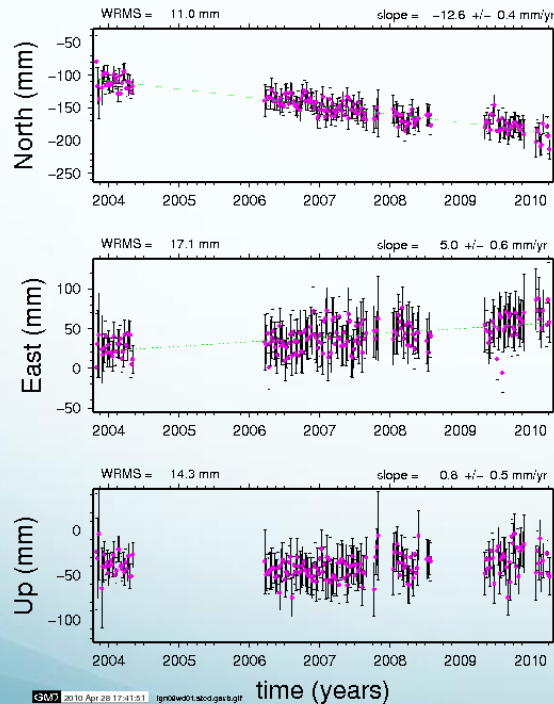 WRMS = 11.0 mm slope = -12.6 +/- 0.4 mm/yr
North (mm)
-50
-100
-150
-200
-250
2004 2005 2006 2007 2008 2009 2010
WRMS = 17.1 mm slope = 5.0 +/- 0.6 mm/yr
East (mm)
100
50
0
-50
2004 2005 2006 2007 2008 2009 2010
WRMS = 14.3 mm slope = 0.8 +/- 0.5 mm/yr
Up (mm)
0
-50
-100
2004 2005 2006 2007 2008 2009 2010
time (years)
GMT 2010 Apr 28 17:41:51